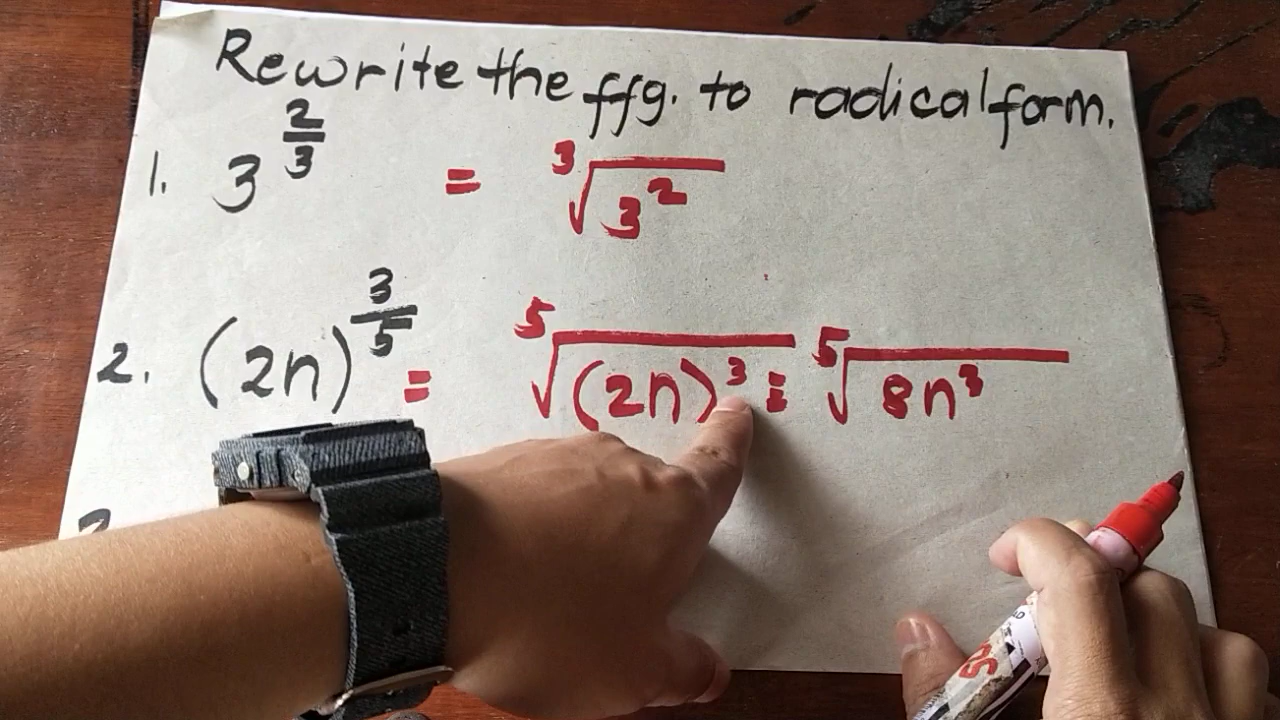 Rewrite the ffg. to radical form.
1. 3^(2/3) = ∛(3²)
2. (2n)^(3/5) = ⁵√((2n)³) = ⁵√(8n³)